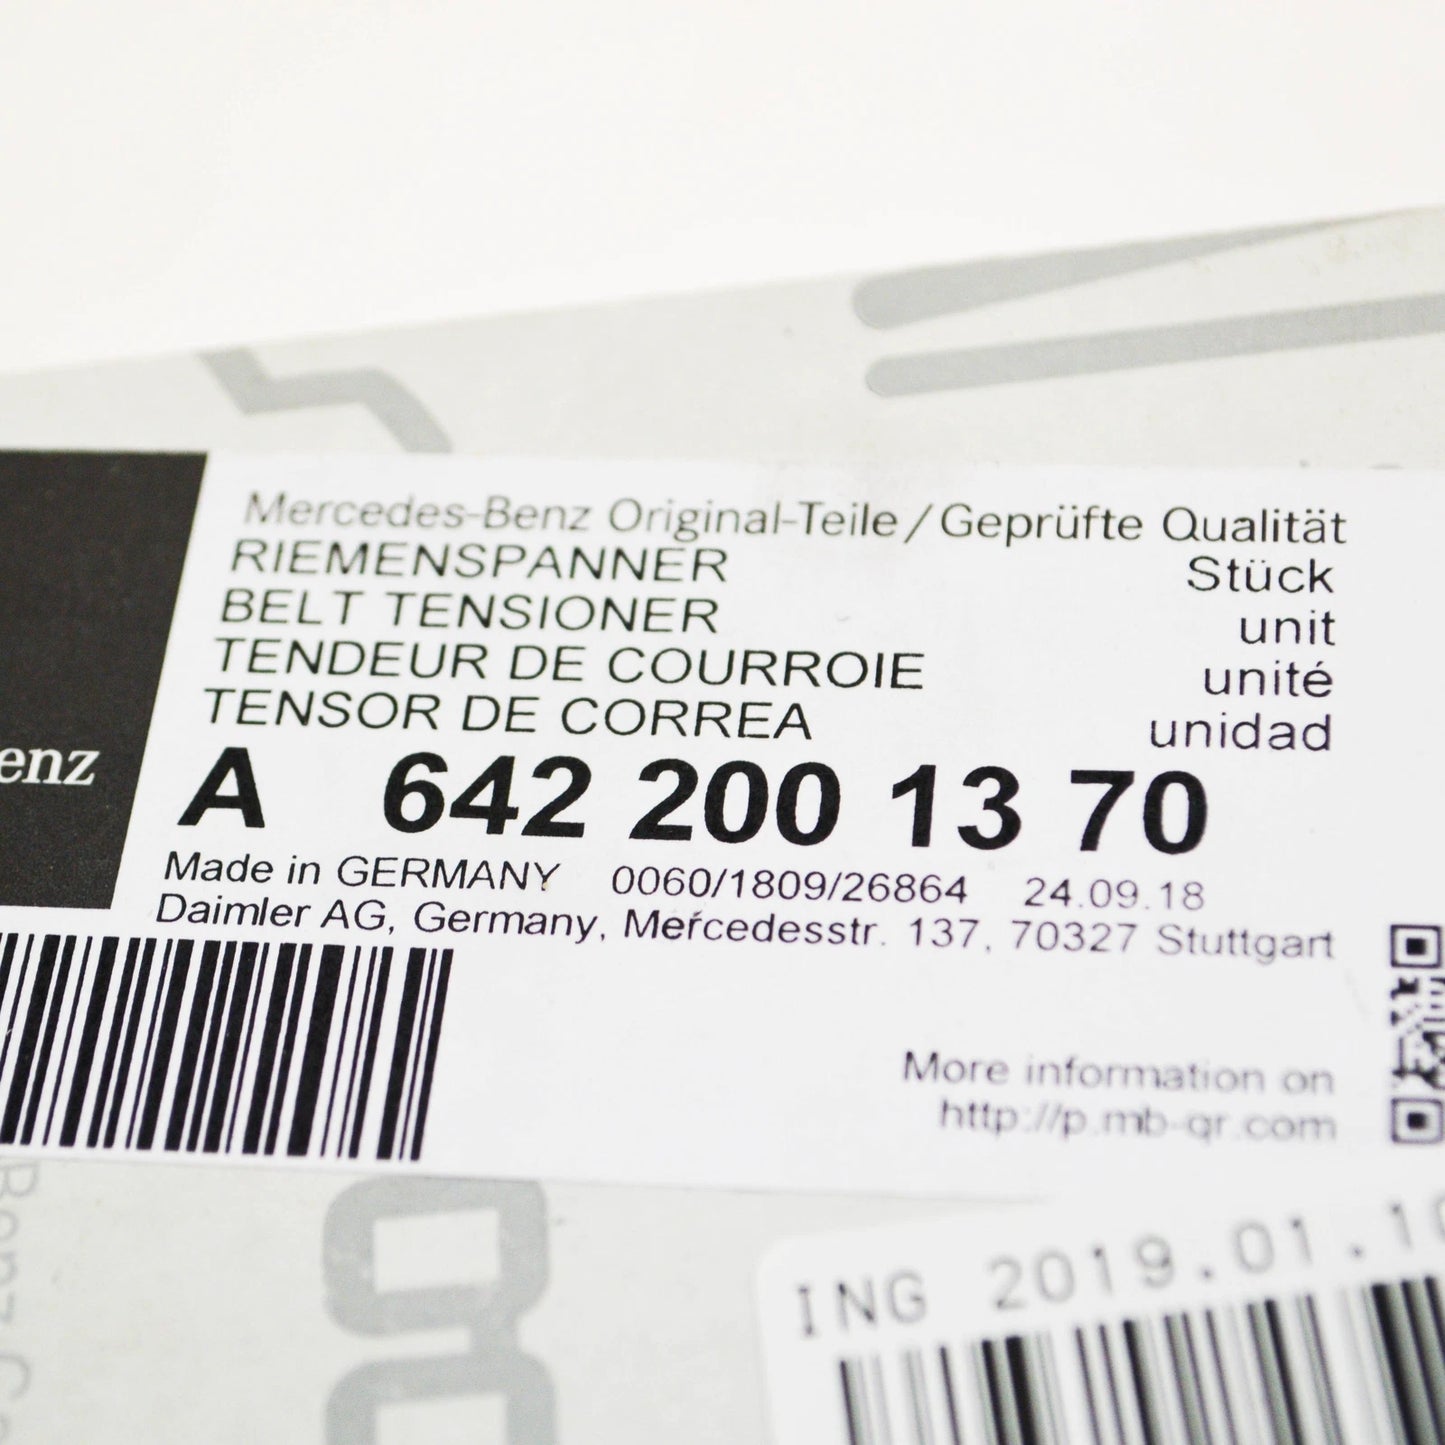 Mercedes-Benz Original-Teile / Geprüfte Qualität
RIEMENSPANNER Stück
BELT TENSIONER unit
TENDEUR DE COURROIE unité
TENSOR DE CORREA unidad
enz
A 642 200 13 70
Made in GERMANY 0060/1809/26864 24.09.18
Daimler AG, Germany, Mercedesstr. 137, 70327 Stuttgart
More information on
http://p.mb-qr.com
Benz
ING 2019.01.10